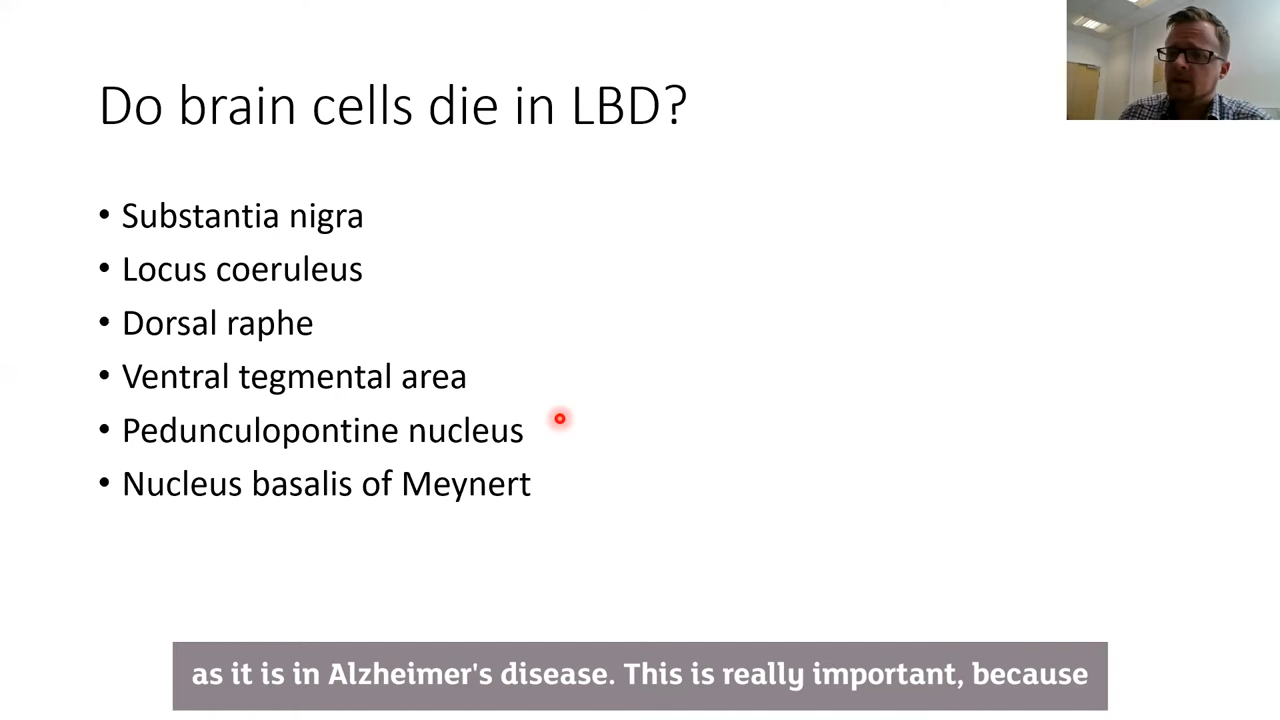 Do brain cells die in LBD?
• Substantia nigra
• Locus coeruleus
• Dorsal raphe
• Ventral tegmental area
• Pedunculopontine nucleus
• Nucleus basalis of Meynert
as it is in Alzheimer's disease. This is really important, because